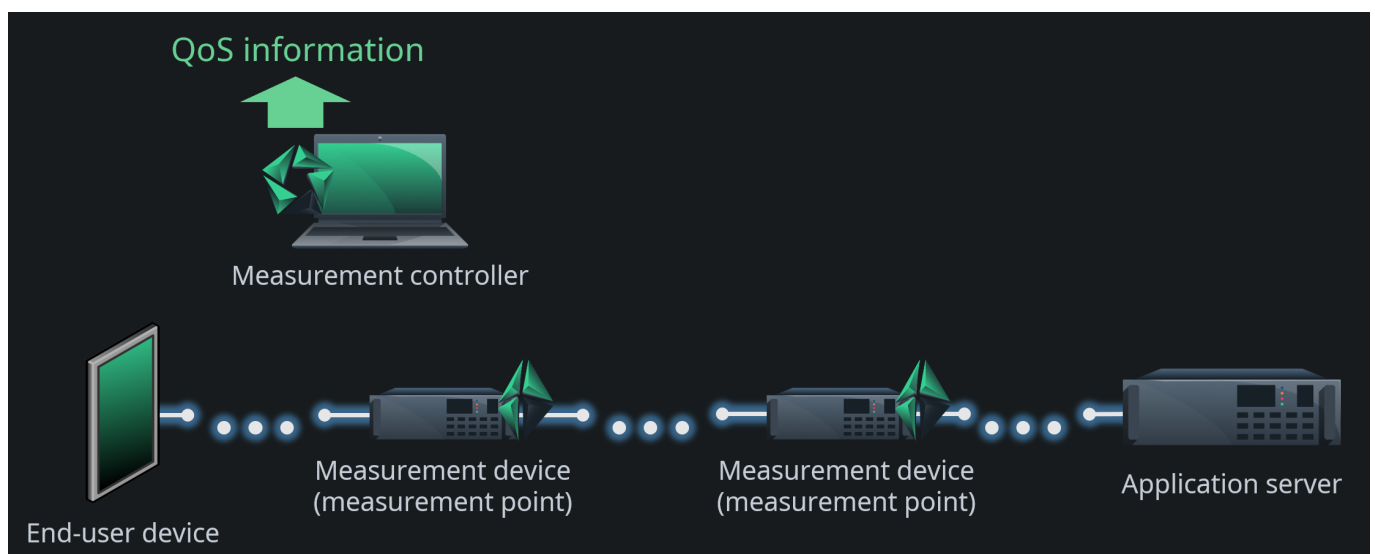 QoS information
Measurement controller
Measurement device
(measurement point)
Measurement device
(measurement point)
Application server
End-user device